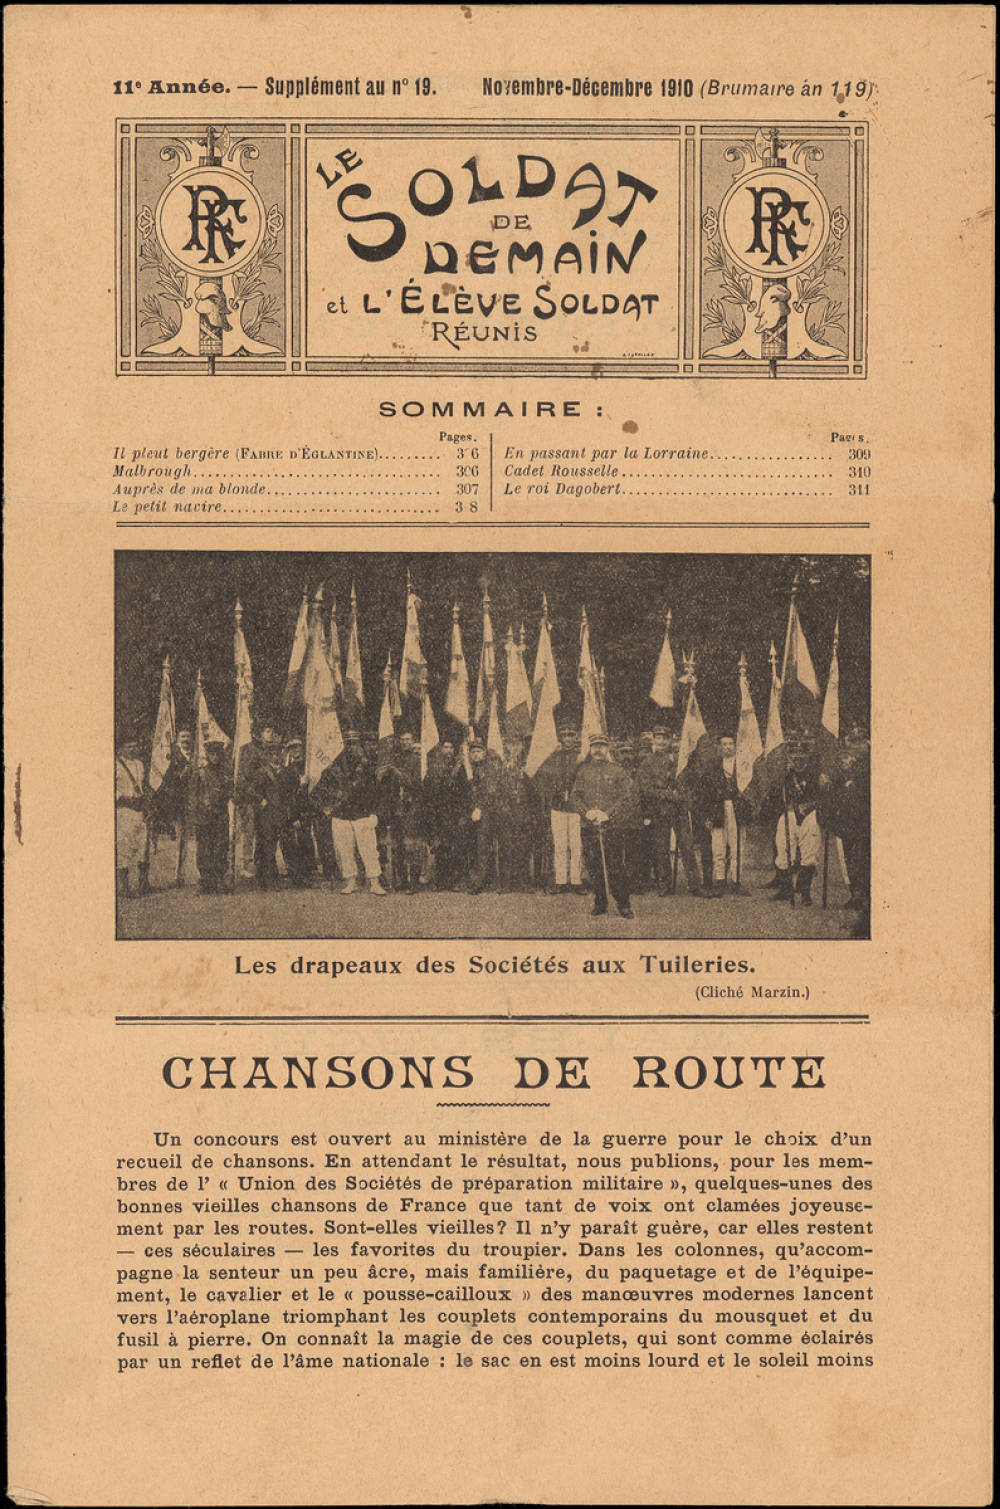 11e Année. — Supplément au n° 19. Novembre-Décembre 1910 (Brumaire an 119)
RF
LE SOLDAT
DE
DEMAIN
et L'ÉLÈVE SOLDAT
RÉUNIS
RF
SOMMAIRE :
Pages.
Il pleut bergère (FABRE D'ÉGLANTINE)......... 3 6
Malbrough.................................. 306
Auprès de ma blonde........................ 307
Le petit navire.............................. 3 8
Pages.
En passant par la Lorraine................. 309
Cadet Rousselle............................. 310
Le roi Dagobert............................. 311
Les drapeaux des Sociétés aux Tuileries.
(Cliché Marzin.)
CHANSONS DE ROUTE
Un concours est ouvert au ministère de la guerre pour le choix d'un
recueil de chansons. En attendant le résultat, nous publions, pour les mem-
bres de l' « Union des Sociétés de préparation militaire », quelques-unes des
bonnes vieilles chansons de France que tant de voix ont clamées joyeuse-
ment par les routes. Sont-elles vieilles? Il n'y paraît guère, car elles restent
— ces séculaires — les favorites du troupier. Dans les colonnes, qu'accom-
pagne la senteur un peu âcre, mais familière, du paquetage et de l'équipe-
ment, le cavalier et le « pousse-cailloux » des manœuvres modernes lancent
vers l'aéroplane triomphant les couplets contemporains du mousquet et du
fusil à pierre. On connaît la magie de ces couplets, qui sont comme éclairés
par un reflet de l'âme nationale : le sac en est moins lourd et le soleil moins